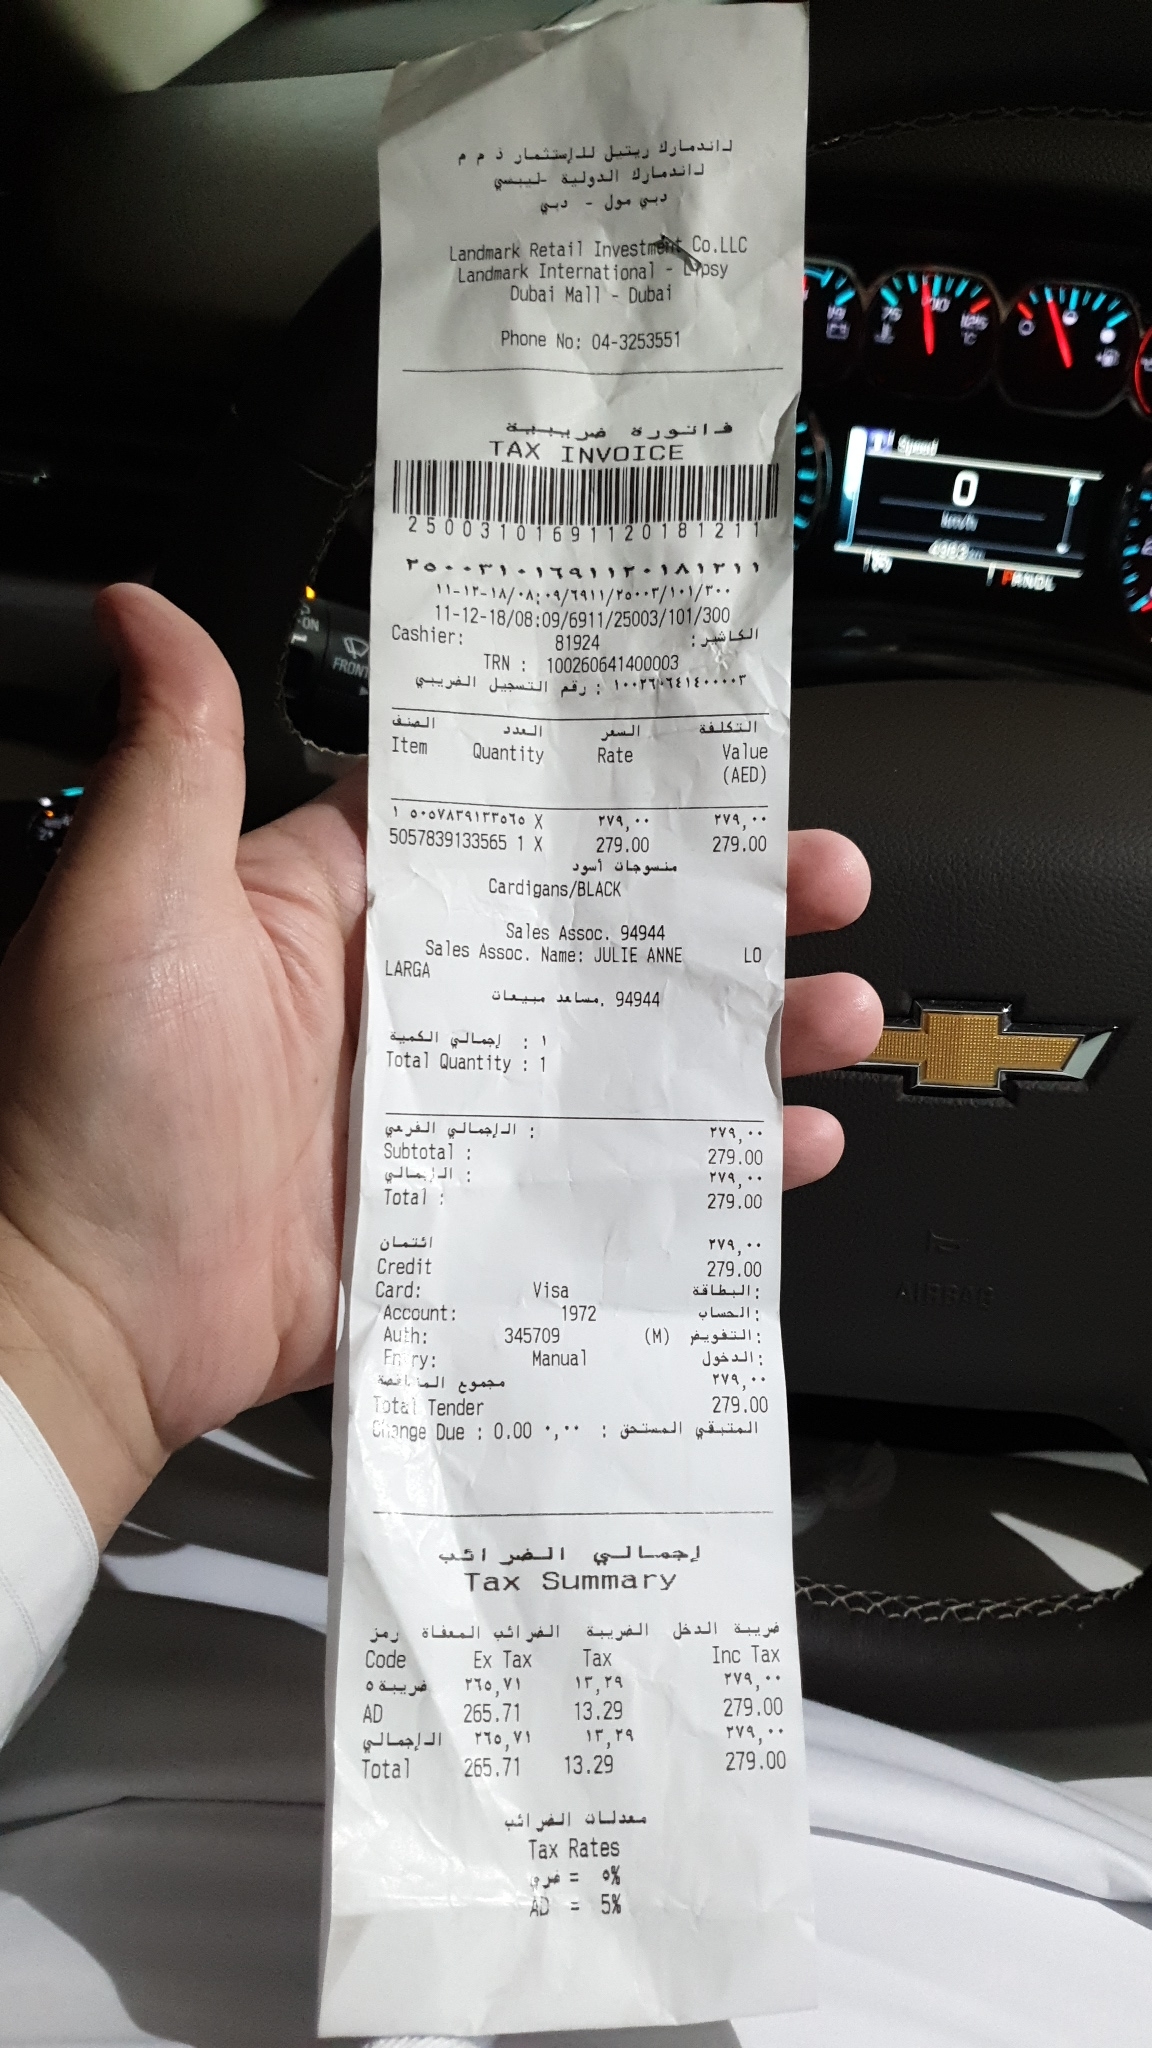 لاندمارك ريتيل للإستثمار ذ م م
لاندمارك الدولية -ليبسي
دبي مول - دبي
Landmark Retail Investment Co.LLC
Landmark International - Lipsy
Dubai Mall - Dubai
Phone No: 04-3253551
فاتورة ضريبية
TAX INVOICE
2500310169112018 1211
٢٥٠٠٣١٠١٦٩١١٢٠١٨١٢١١
١١-١٢-١٨/٠٨:٠٩/٦٩١١/٢٥٠٠٣/١٠١/٣٠٠
11-12-18/08:09/6911/25003/101/300
Cashier: 81924 الكاشير:
TRN : 100260641400003
رقم التسجيل الضريبي : ١٠٠٢٦٠٦٤١٤٠٠٠٠٣
الصنف العدد السعر التكلفة
Item Quantity Rate Value
(AED)
١ ٥٠٥٧٨٣٩١٣٣٥٦٥ X ٢٧٩,٠٠ ٢٧٩,٠٠
5057839133565 1 X 279.00 279.00
منسوجات أسود
Cardigans/BLACK
Sales Assoc. 94944
Sales Assoc. Name: JULIE ANNE LO
LARGA
مساعد مبيعات. 94944
إجمالي الكمية : ١
Total Quantity : 1
الإجمالي الفرعي : ٢٧٩,٠٠
Subtotal : 279.00
الإجمالي : ٢٧٩,٠٠
Total : 279.00
ائتمان ٢٧٩,٠٠
Credit 279.00
Card: Visa البطاقة:
Account: 1972 الحساب:
Auth: 345709 (M) التفويض:
Entry: Manual الدخول:
مجموع المناقصة ٢٧٩,٠٠
Total Tender 279.00
Change Due : 0.00 ٠,٠٠ : المتبقي المستحق
إجمالي الضرائب
Tax Summary
رمز الضرائب المعفاة الضريبة ضريبة الدخل
Code Ex Tax Tax Inc Tax
ضريبة ٥ ٢٦٥,٧١ ١٣,٢٩ ٢٧٩,٠٠
AD 265.71 13.29 279.00
الإجمالي ٢٦٥,٧١ ١٣,٢٩ ٢٧٩,٠٠
Total 265.71 13.29 279.00
معدلات الضرائب
Tax Rates
ضري = ٥%
AD = 5%
Speed
0
km/h
PRNDL
FRONT
AIRBAG